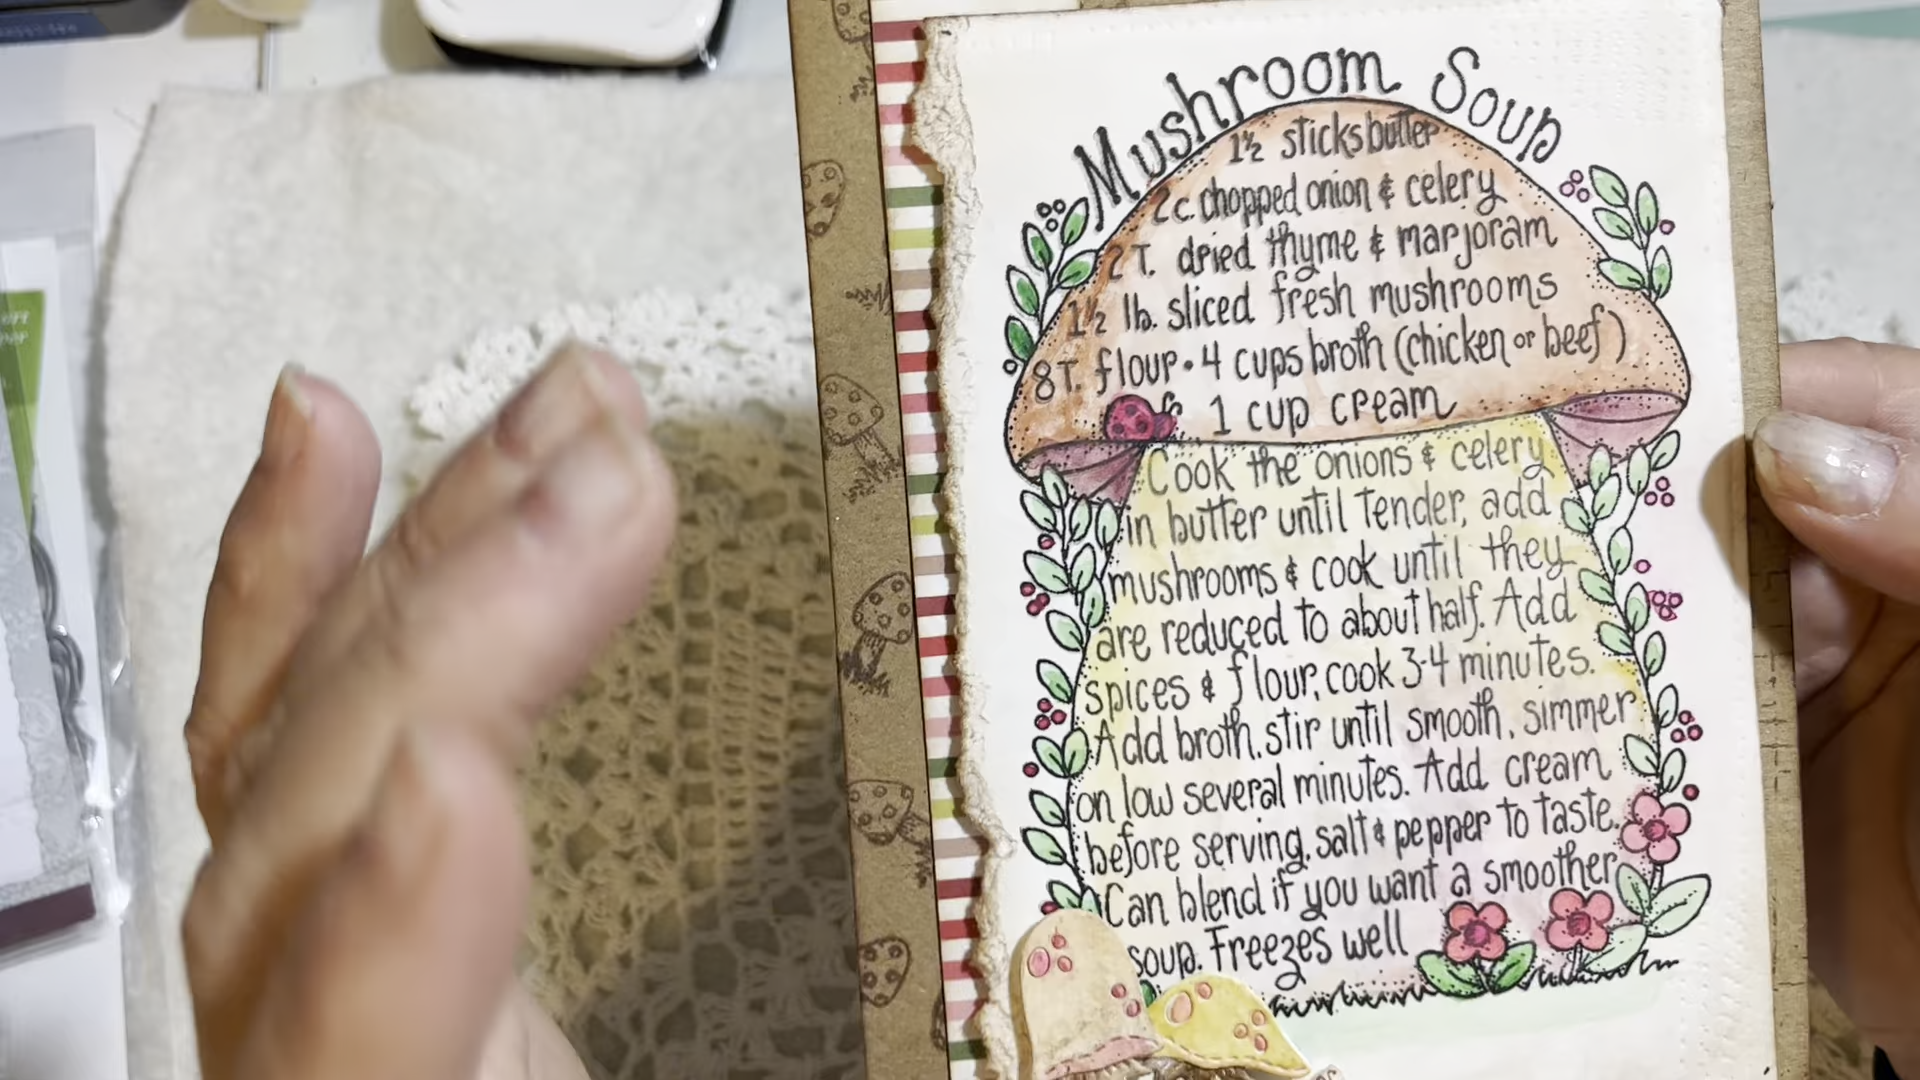 Mushroom Soup
1½ sticks butter
2 c. chopped onion & celery
2 T. dried thyme & marjoram
1½ lb. sliced fresh mushrooms
8 T. flour • 4 cups broth (chicken or beef)
1 cup cream
Cook the onions & celery
in butter until tender, add
mushrooms & cook until they
are reduced to about half. Add
spices & flour, cook 3-4 minutes.
Add broth. stir until smooth, simmer
on low several minutes. Add cream
before serving. salt & pepper to taste.
Can blend if you want a smoother
soup. Freezes well